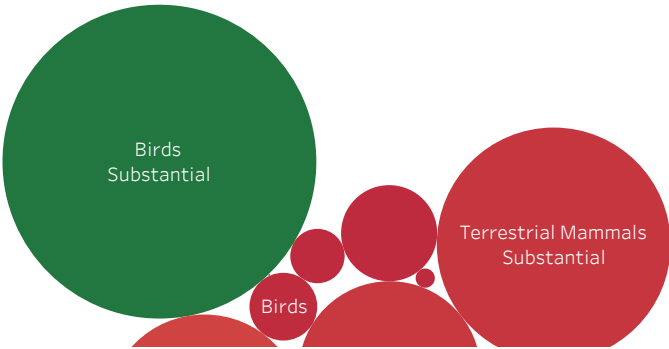 Birds
Substantial
Terrestrial Mammals
Substantial
Birds